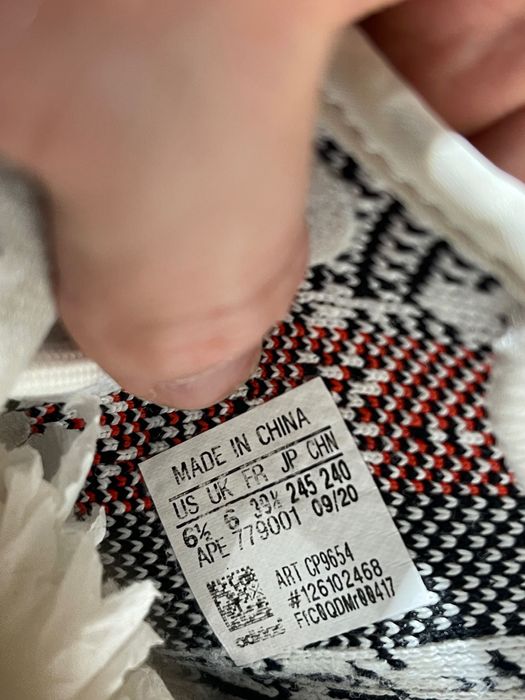 MADE IN CHINA
US UK FR JP CHN
6½ 6 39⅓ 245 240
APE 779001 09/20
ART CP9654
#126102468
FfC0QDMr00417
adidas